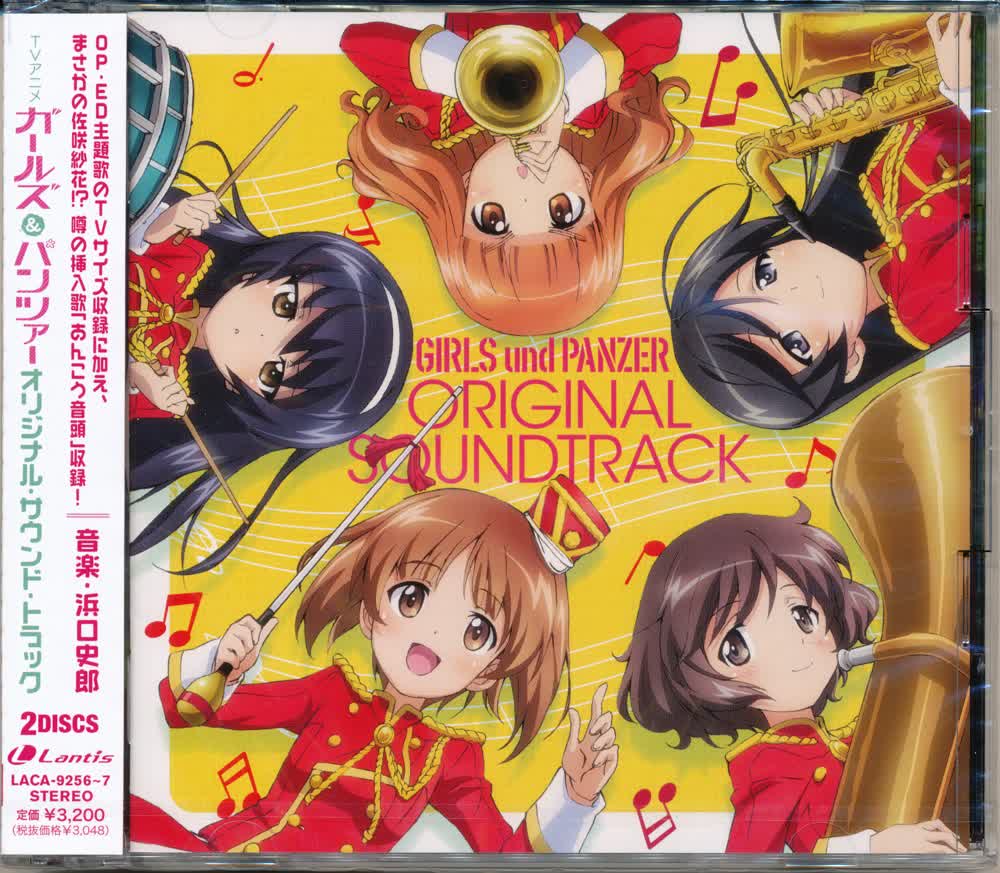 OP・ED主題歌のTVサイズ収録に加え、
まさかの佐咲紗花!? 噂の挿入歌「あんこう音頭」収録!
音楽・浜口史郎
TVアニメ ガールズ&パンツァー オリジナル・サウンド・トラック
2DISCS
Lantis
LACA-9256~7
STEREO
定価 ¥3,200
(税抜価格¥3,048)
GIRLS und PANZER
ORIGINAL
SOUNDTRACK